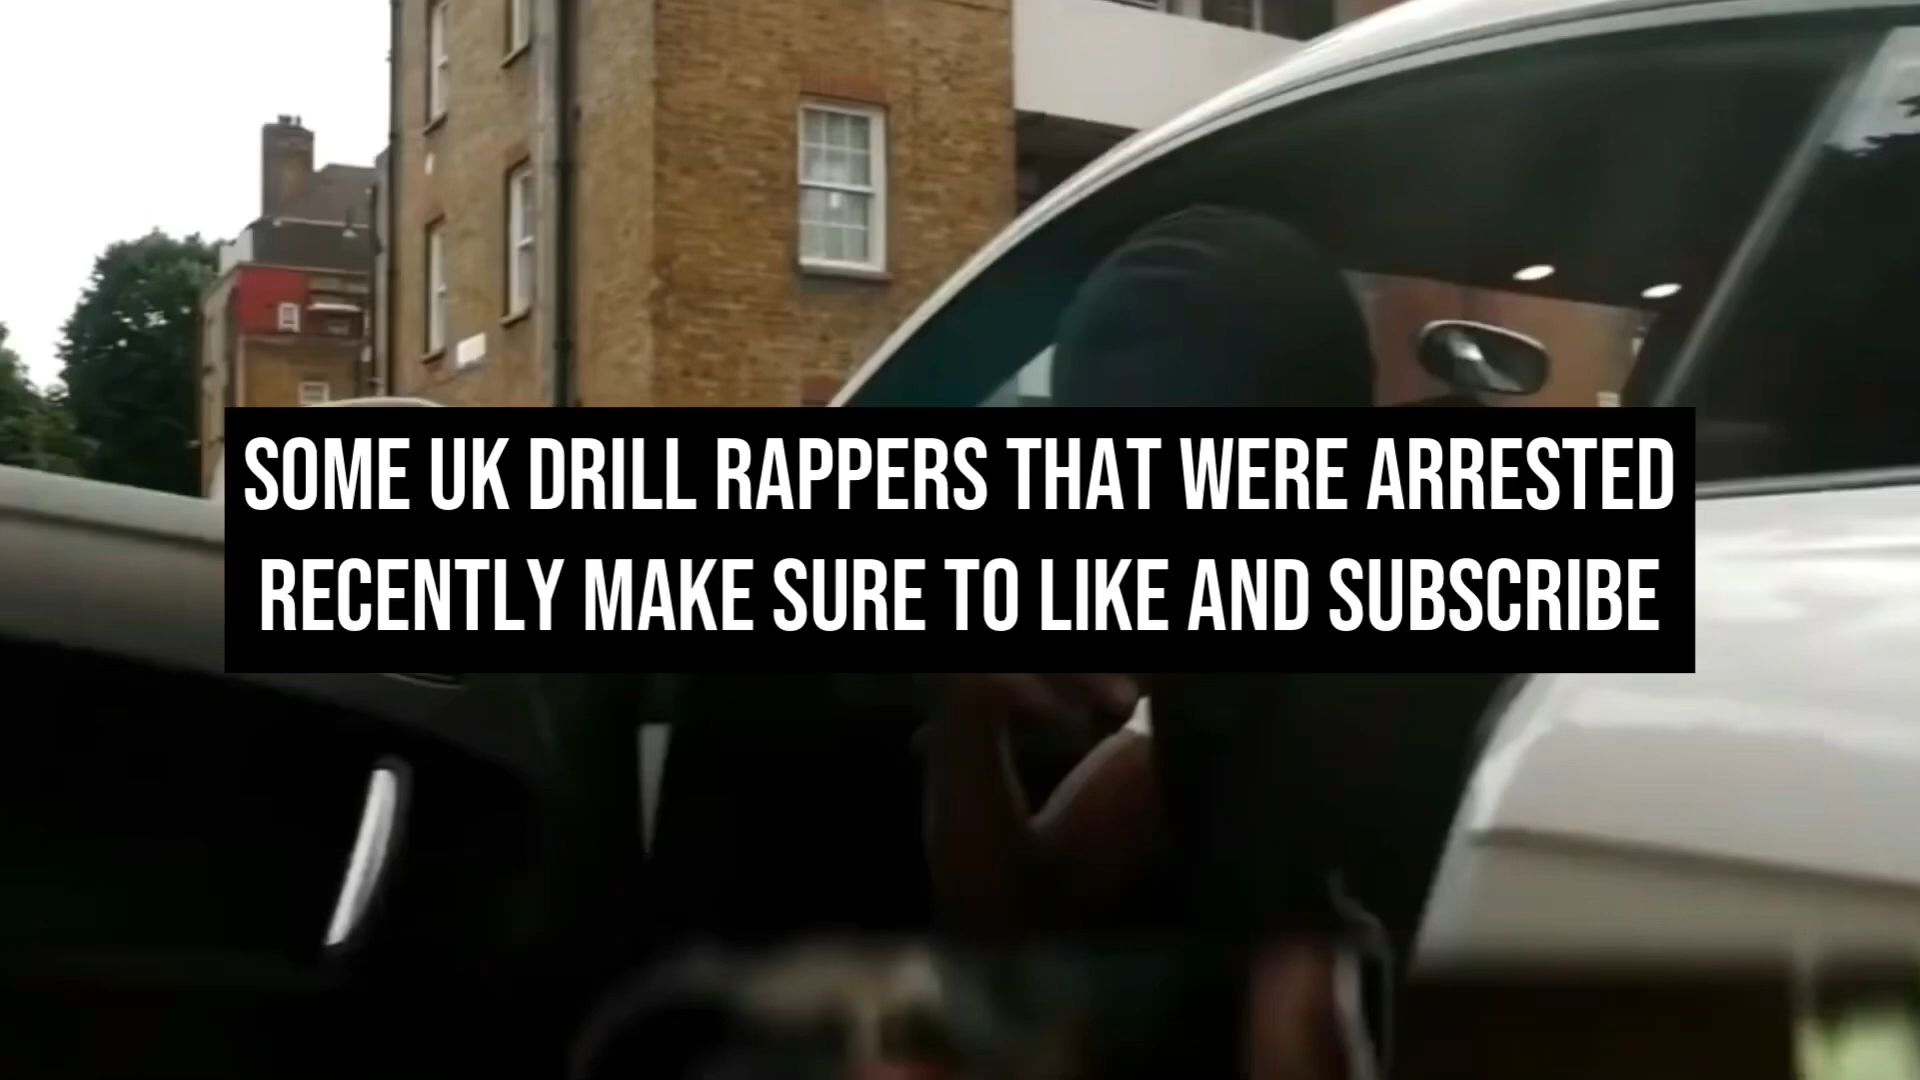 SOME UK DRILL RAPPERS THAT WERE ARRESTED
RECENTLY MAKE SURE TO LIKE AND SUBSCRIBE